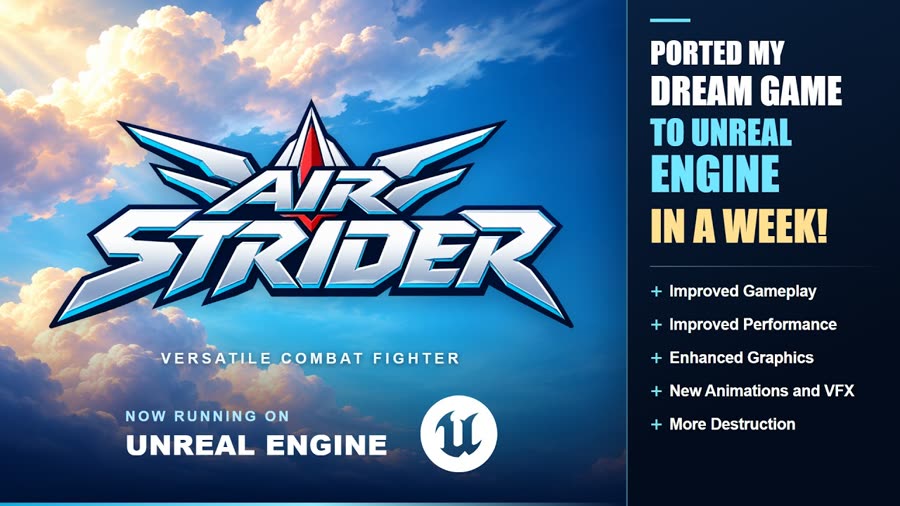 AIR
STRIDER
VERSATILE COMBAT FIGHTER
NOW RUNNING ON
UNREAL ENGINE
PORTED MY
DREAM GAME
TO UNREAL
ENGINE
IN A WEEK!
+ Improved Gameplay
+ Improved Performance
+ Enhanced Graphics
+ New Animations and VFX
+ More Destruction